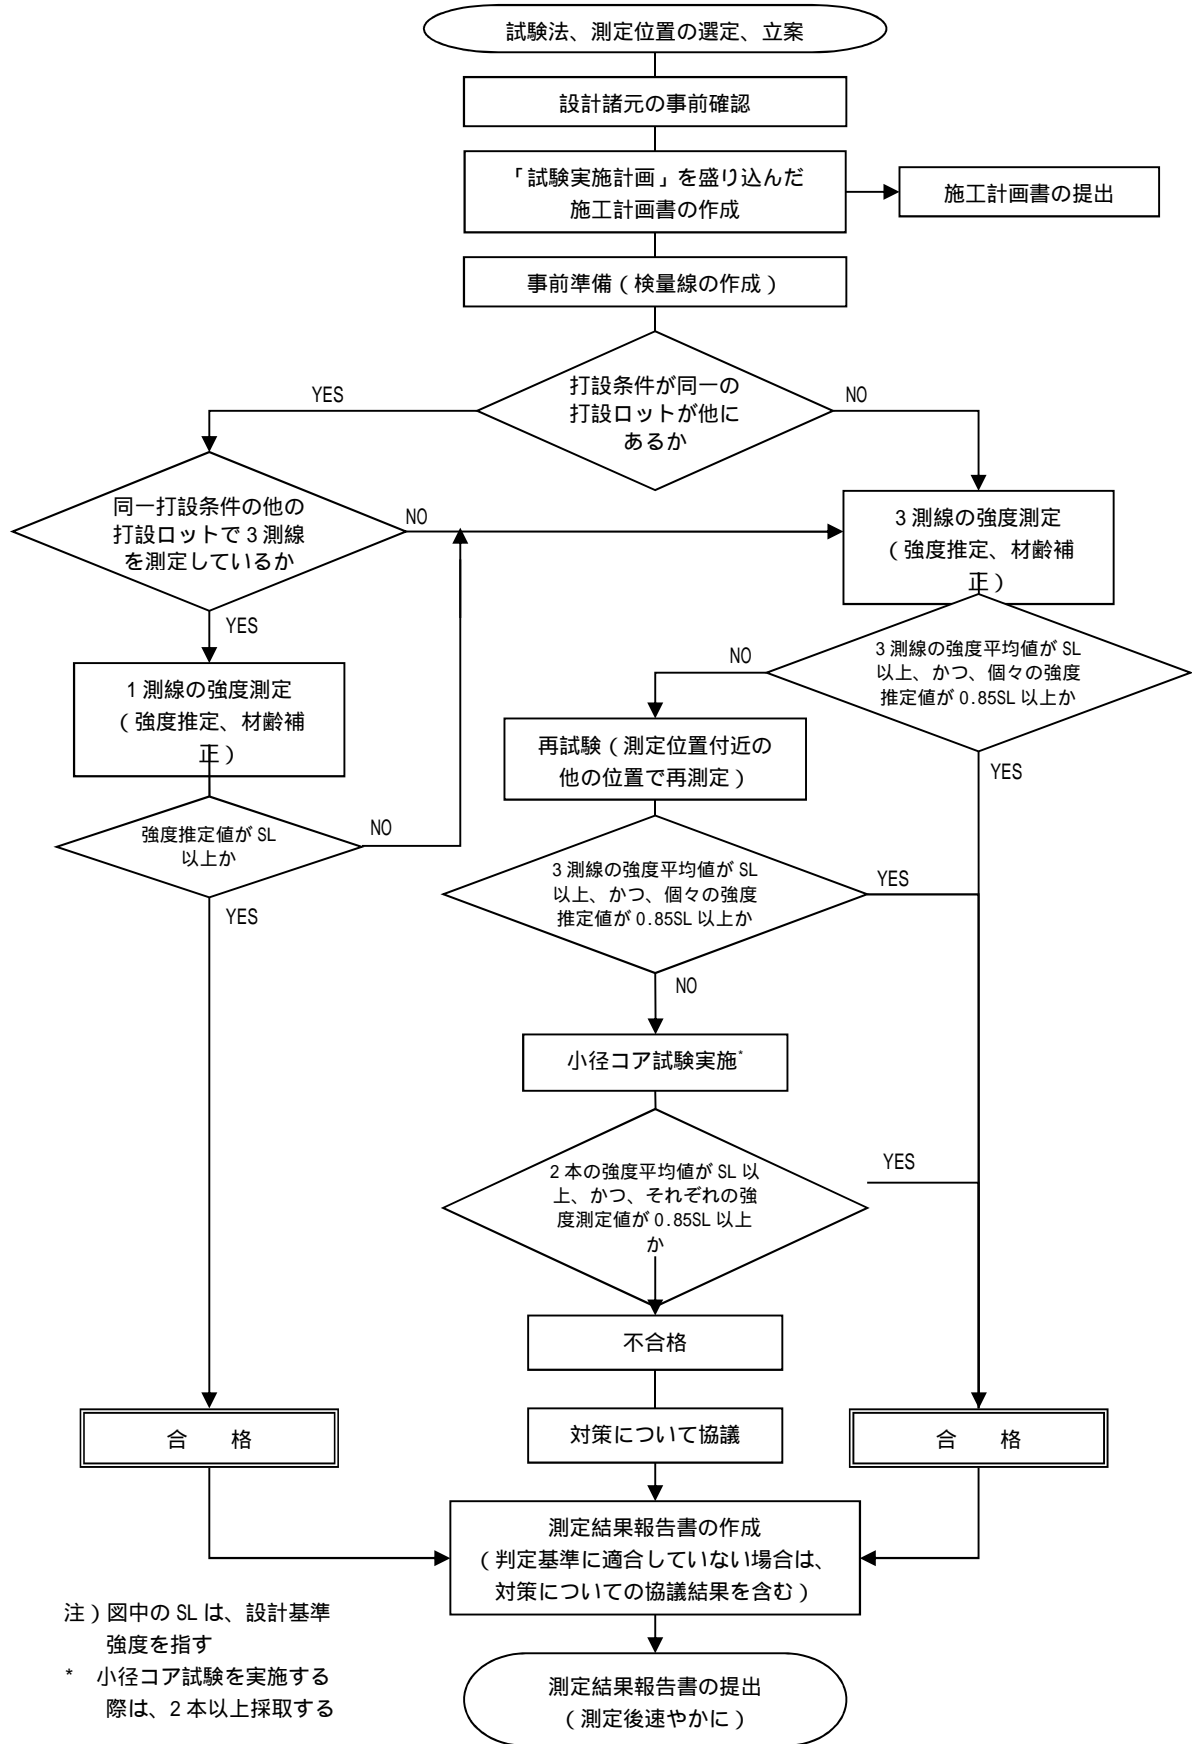 試験法、測定位置の選定、立案
設計諸元の事前確認
「試験実施計画」を盛り込んだ
施工計画書の作成
施工計画書の提出
事前準備(検量線の作成)
打設条件が同一の
打設ロットが他に
あるか
YES
NO
同一打設条件の他の
打設ロットで3測線
を測定しているか
NO
YES
3測線の強度測定
(強度推定、材齢補
正)
1測線の強度測定
(強度推定、材齢補
正)
3測線の強度平均値がSL
以上、かつ、個々の強度
推定値が0.85SL以上か
NO
YES
再試験(測定位置付近の
他の位置で再測定)
強度推定値がSL
以上か
NO
YES
3測線の強度平均値がSL
以上、かつ、個々の強度
推定値が0.85SL以上か
YES
NO
小径コア試験実施*
2本の強度平均値がSL以
上、かつ、それぞれの強
度測定値が0.85SL以上
か
YES
不合格
対策について協議
合 格
合 格
測定結果報告書の作成
(判定基準に適合していない場合は、
対策についての協議結果を含む)
測定結果報告書の提出
(測定後速やかに)
注)図中のSLは、設計基準
強度を指す
* 小径コア試験を実施する
際は、2本以上採取する